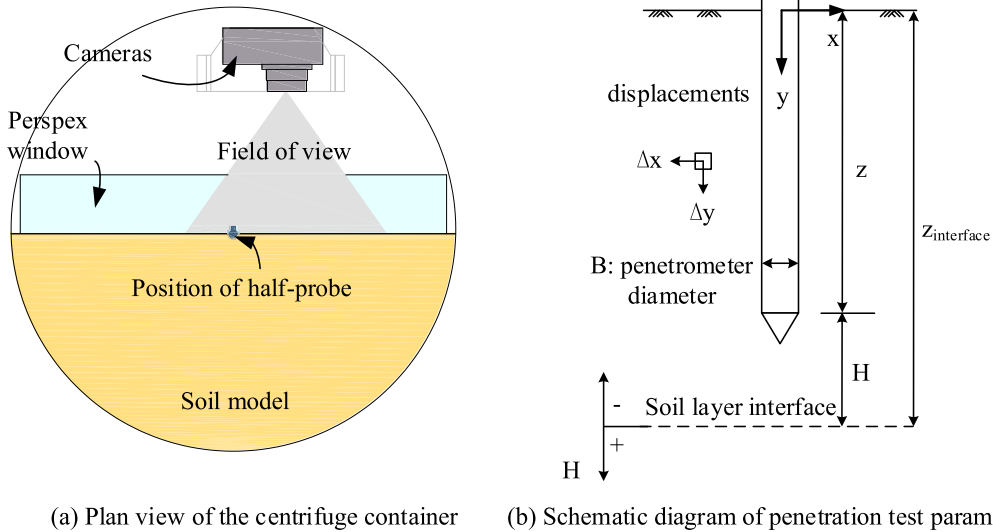 Cameras
Perspex
window
Field of view
Position of half-probe
Soil model
(a) Plan view of the centrifuge container
x
y
displacements
Δx
Δy
z
z interface
B: penetrometer
diameter
H
-
Soil layer interface
+
H
(b) Schematic diagram of penetration test param